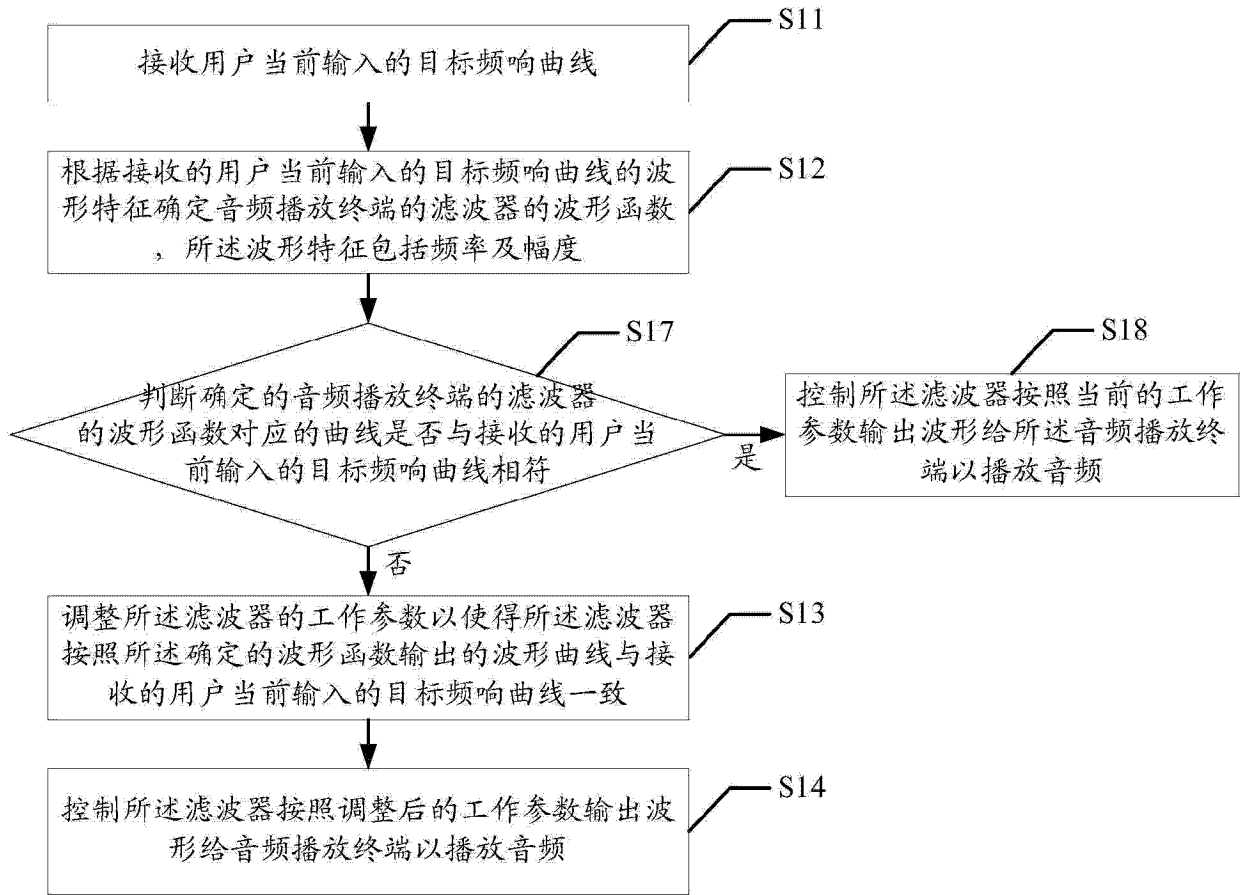 S11
接收用户当前输入的目标频响曲线
S12
根据接收的用户当前输入的目标频响曲线的波
形特征确定音频播放终端的滤波器的波形函数
，所述波形特征包括频率及幅度
S17
判断确定的音频播放终端的滤波器
的波形函数对应的曲线是否与接收的用户当
前输入的目标频响曲线相符
是
S18
控制所述滤波器按照当前的工作
参数输出波形给所述音频播放终
端以播放音频
否
S13
调整所述滤波器的工作参数以使得所述滤波器
按照所述确定的波形函数输出的波形曲线与接
收的用户当前输入的目标频响曲线一致
S14
控制所述滤波器按照调整后的工作参数输出波
形给音频播放终端以播放音频